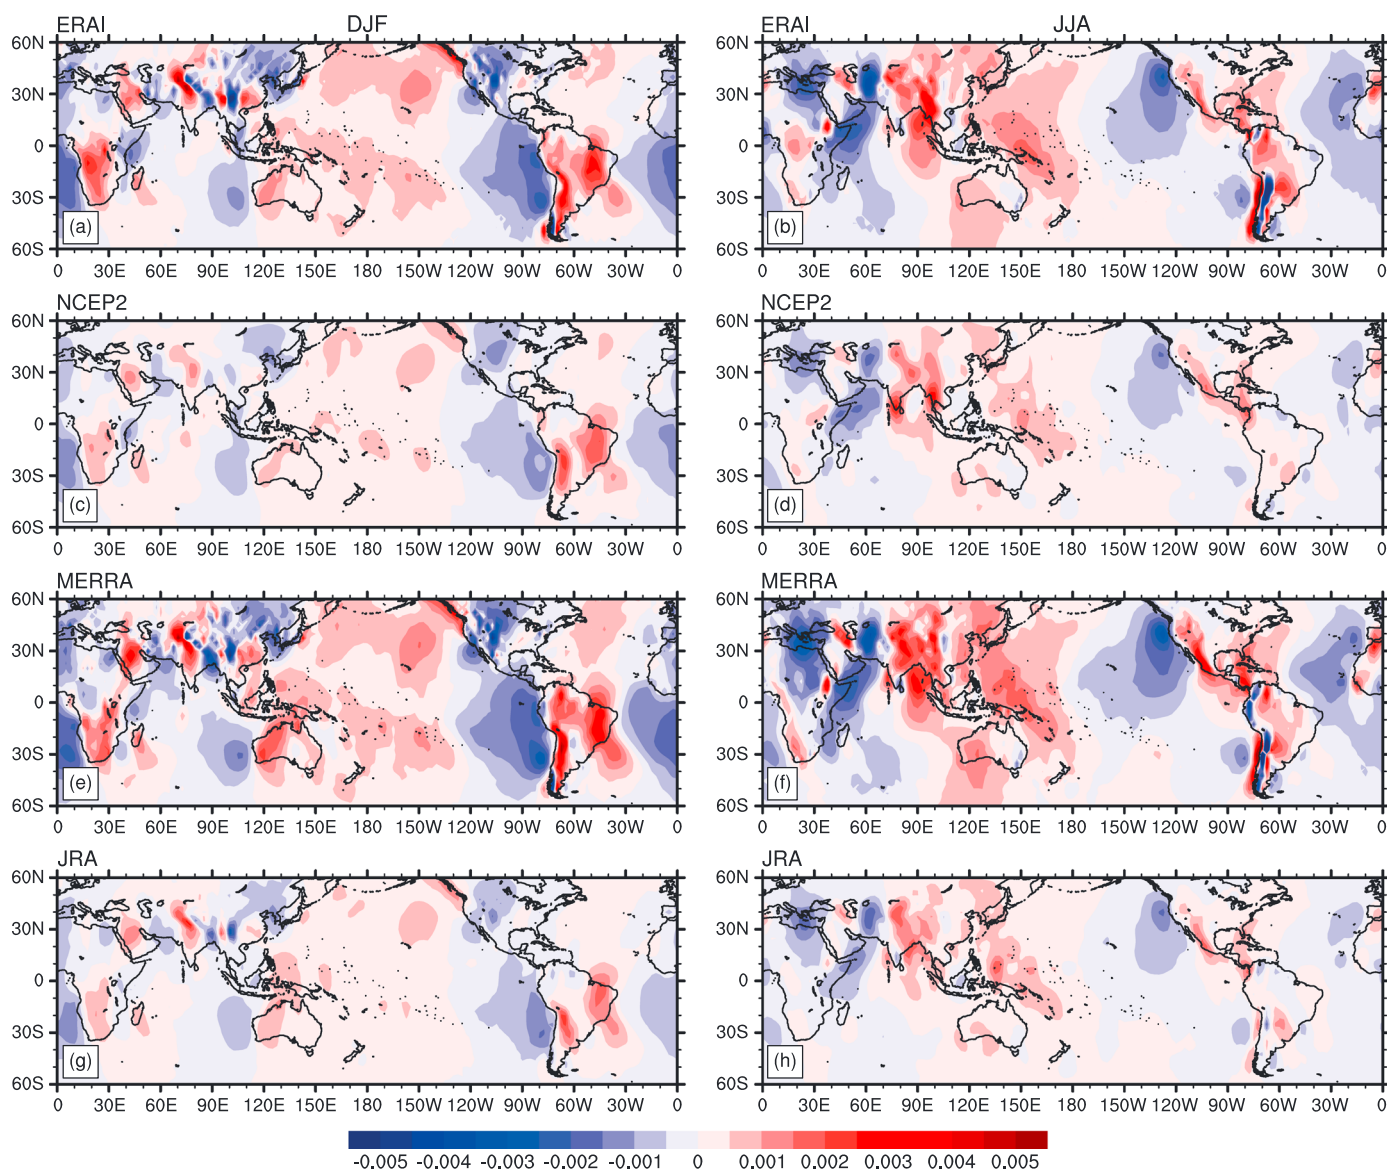 ERAI DJF ERAI JJA
60N 60N
30N 30N
0 0
30S 30S
(a) (b)
60S 60S
0 30E 60E 90E 120E 150E 180 150W 120W 90W 60W 30W 0 0 30E 60E 90E 120E 150E 180 150W 120W 90W 60W 30W 0
NCEP2 NCEP2
60N 60N
30N 30N
0 0
30S 30S
(c) (d)
60S 60S
0 30E 60E 90E 120E 150E 180 150W 120W 90W 60W 30W 0 0 30E 60E 90E 120E 150E 180 150W 120W 90W 60W 30W 0
MERRA MERRA
60N 60N
30N 30N
0 0
30S 30S
(e) (f)
60S 60S
0 30E 60E 90E 120E 150E 180 150W 120W 90W 60W 30W 0 0 30E 60E 90E 120E 150E 180 150W 120W 90W 60W 30W 0
JRA JRA
60N 60N
30N 30N
0 0
30S 30S
(g) (h)
60S 60S
0 30E 60E 90E 120E 150E 180 150W 120W 90W 60W 30W 0 0 30E 60E 90E 120E 150E 180 150W 120W 90W 60W 30W 0
-0.005 -0.004 -0.003 -0.002 -0.001 0 0.001 0.002 0.003 0.004 0.005